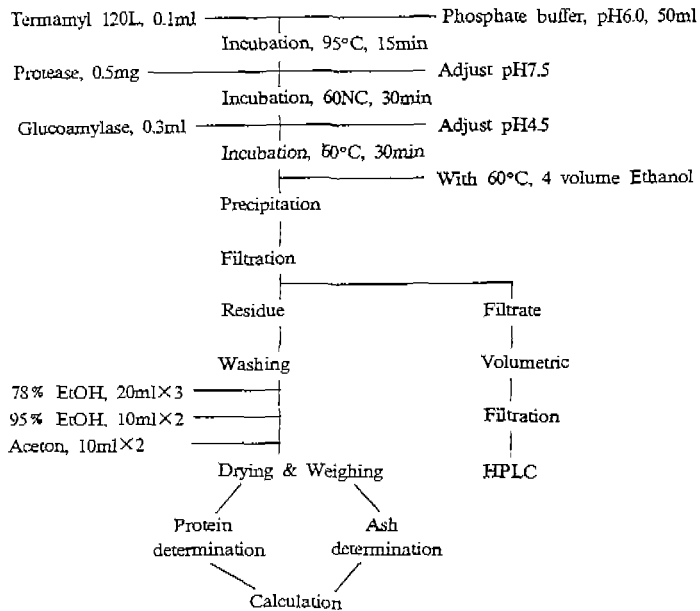 Termamyl 120L, 0.1ml
Phosphate buffer, pH6.0, 50ml
Incubation, 95°C, 15min
Protease, 0.5mg
Adjust pH7.5
Incubation, 60NC, 30min
Glucoamylase, 0.3ml
Adjust pH4.5
Incubation, 60°C, 30min
With 60°C, 4 volume Ethanol
Precipitation
Filtration
Residue
Filtrate
Washing
Volumetric
78% EtOH, 20ml×3
95% EtOH, 10ml×2
Filtration
Aceton, 10ml×2
Drying & Weighing
HPLC
Protein
determination
Ash
determination
Calculation